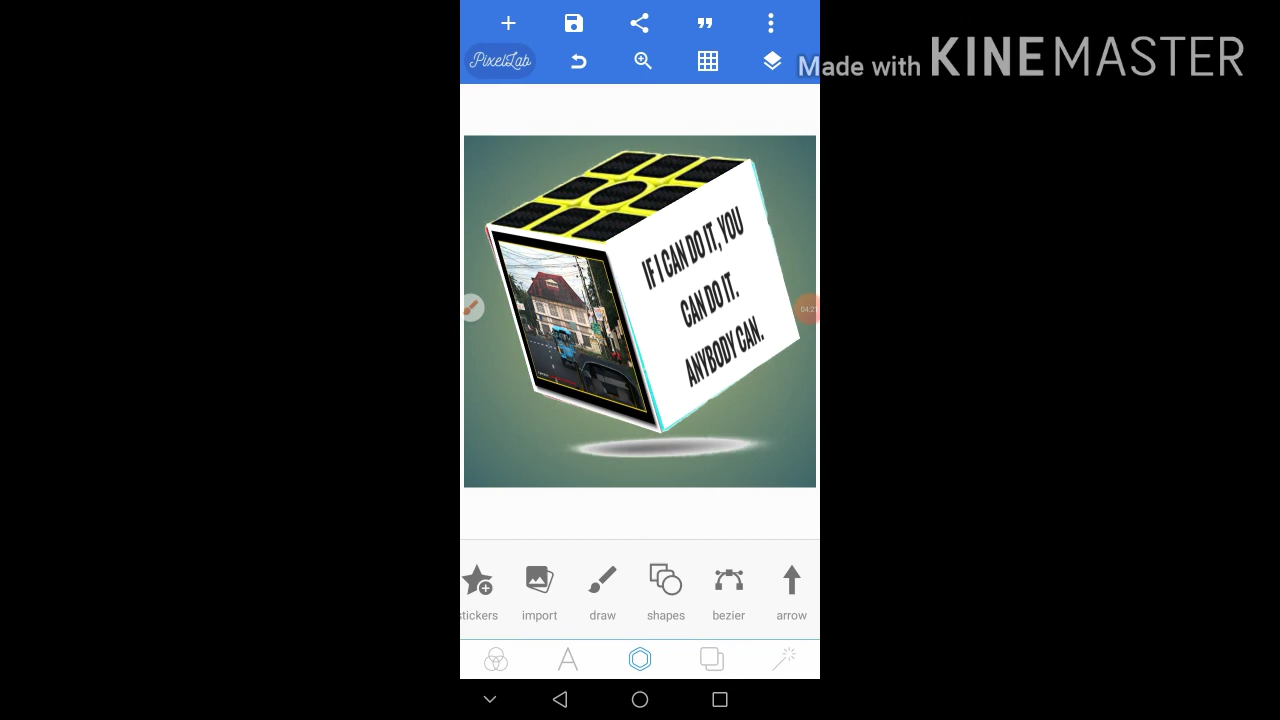 Made with KINEMASTER
PixelLab
IF I CAN DO IT, YOU
CAN DO IT.
ANYBODY CAN.
stickers
import
draw
shapes
bezier
arrow